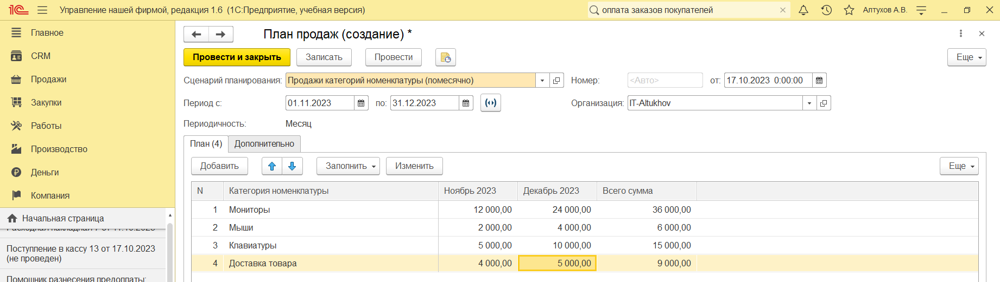 1С Управление нашей фирмой, редакция 1.6 (1С:Предприятие, учебная версия) оплата заказов покупателей Алтухов А.В.
Главное
CRM
Продажи
Закупки
Работы
Производство
Деньги
Компания
Начальная страница
Расходная накладная 7 от 11.10.2023
Поступление в кассу 13 от 17.10.2023
(не проведен)
Помощник разнесения предоплаты:
План продаж (создание) *
Провести и закрыть Записать Провести Еще
Сценарий планирования: Продажи категорий номенклатуры (помесячно) Номер: <Авто> от: 17.10.2023 0:00:00
Период с: 01.11.2023 по: 31.12.2023 Организация: IT-Altukhov
Периодичность: Месяц
План (4) Дополнительно
Добавить Заполнить Изменить Еще
N Категория номенклатуры Ноябрь 2023 Декабрь 2023 Всего сумма
1 Мониторы 12 000,00 24 000,00 36 000,00
2 Мыши 2 000,00 4 000,00 6 000,00
3 Клавиатуры 5 000,00 10 000,00 15 000,00
4 Доставка товара 4 000,00 5 000,00 9 000,00